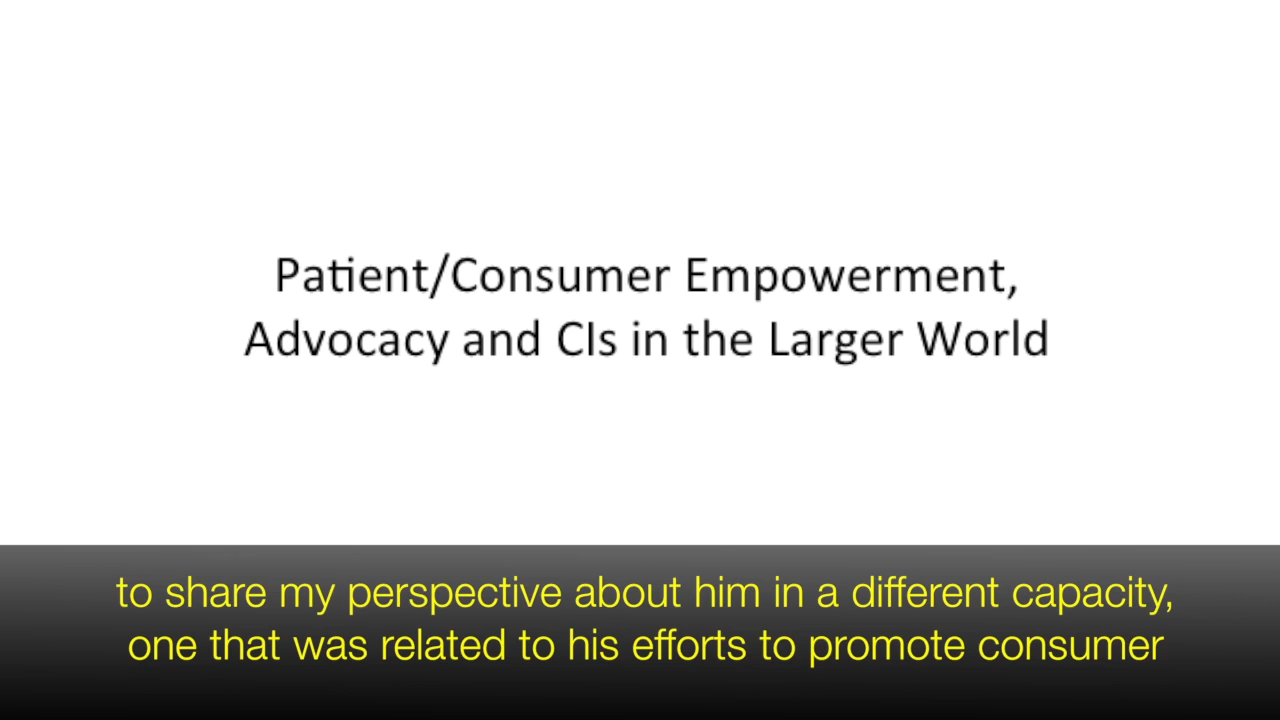 Patient/Consumer Empowerment,
Advocacy and CIs in the Larger World
to share my perspective about him in a different capacity,
one that was related to his efforts to promote consumer